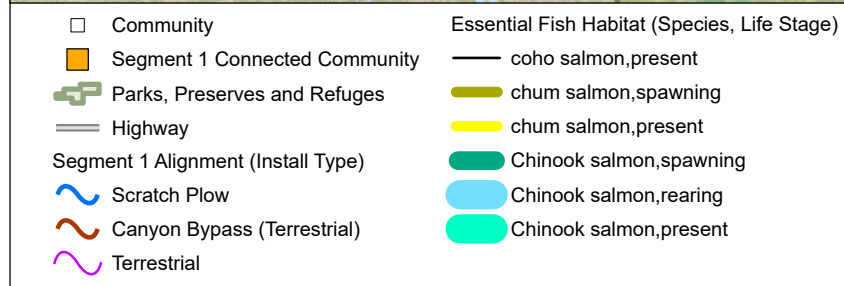 Community
Segment 1 Connected Community
Parks, Preserves and Refuges
Highway
Segment 1 Alignment (Install Type)
Scratch Plow
Canyon Bypass (Terrestrial)
Terrestrial
Essential Fish Habitat (Species, Life Stage)
coho salmon,present
chum salmon,spawning
chum salmon,present
Chinook salmon,spawning
Chinook salmon,rearing
Chinook salmon,present